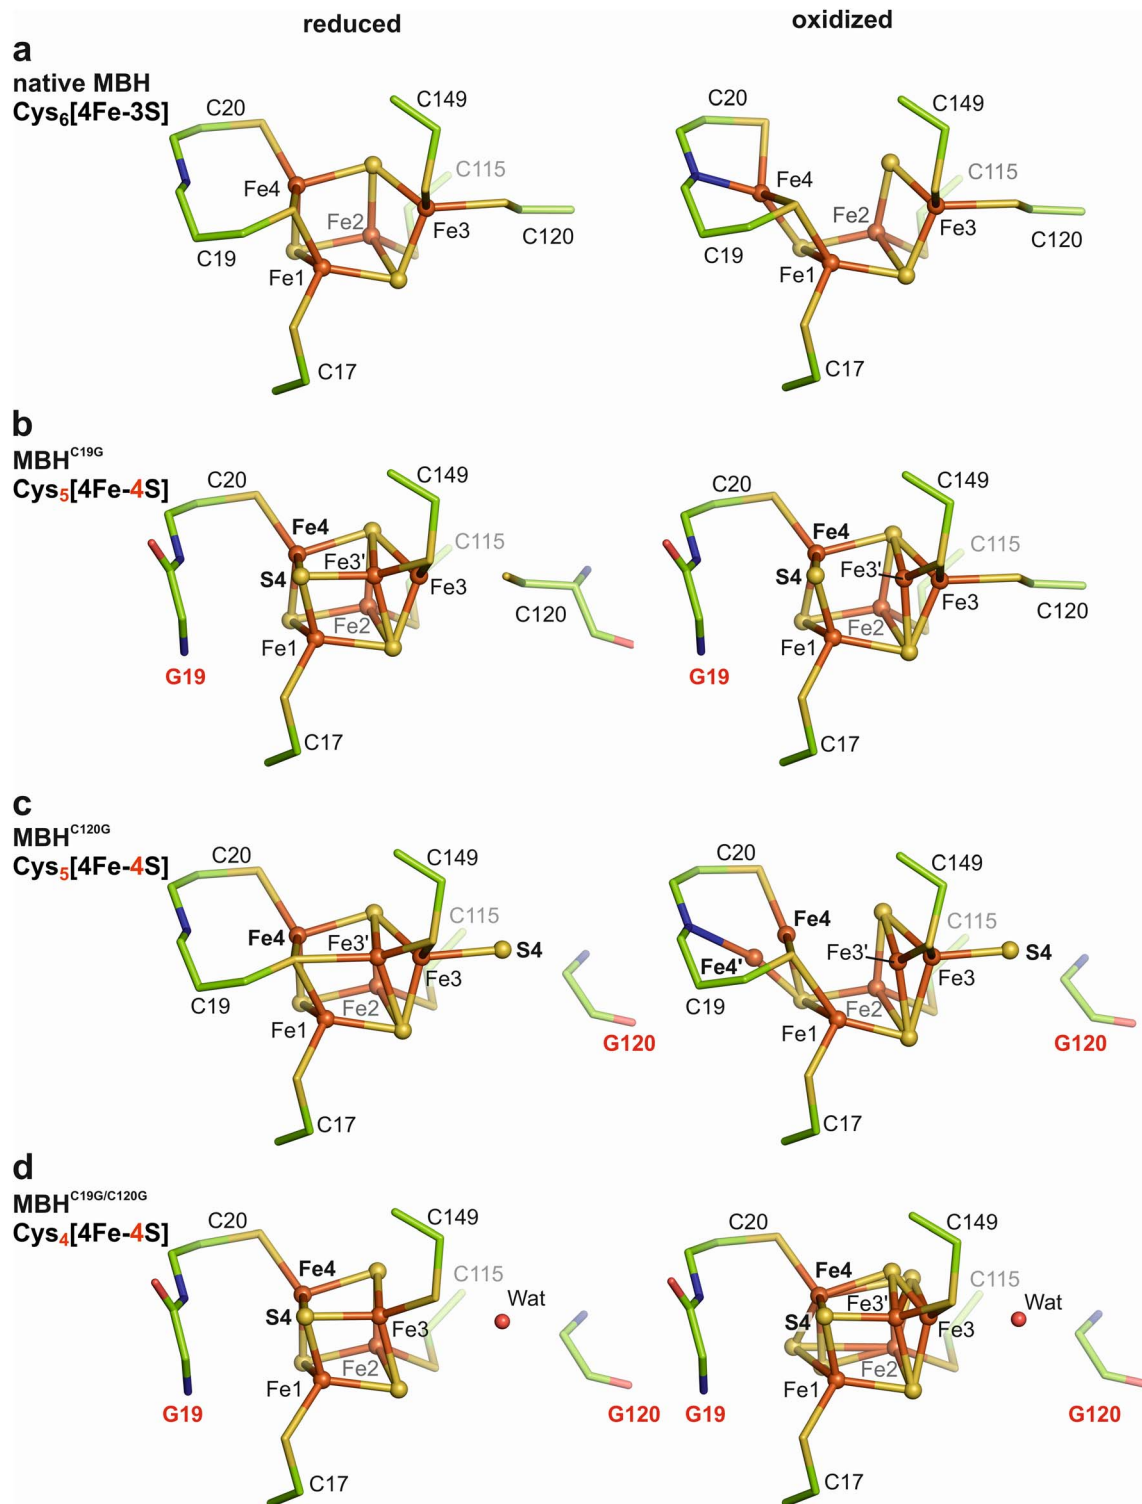 reduced
oxidized
a
native MBH
Cys6[4Fe-3S]
C20
C149
C115
Fe4
Fe2
Fe3
C120
C19
Fe1
C17
C20
C149
C115
Fe4
Fe2
Fe3
C120
C19
Fe1
C17
b
MBHC19G
Cys5[4Fe-4S]
C20
C149
Fe4
C115
Fe3'
S4
Fe3
C120
Fe2
Fe1
G19
C17
C20
C149
Fe4
C115
S4
Fe3'
Fe3
C120
Fe2
Fe1
G19
C17
c
MBHC120G
Cys5[4Fe-4S]
C20
C149
C115
Fe4
Fe3'
S4
Fe3
C19
Fe2
Fe1
G120
C17
C20
C149
C115
Fe4
Fe3'
S4
Fe4'
Fe3
C19
Fe2
Fe1
G120
C17
d
MBHC19G/C120G
Cys4[4Fe-4S]
C20
C149
Fe4
C115
Wat
S4
Fe3
Fe2
Fe1
G19
G120
C17
C20
C149
Fe4
C115
Wat
Fe3'
S4
Fe3
Fe2
Fe1
G19
G120
C17